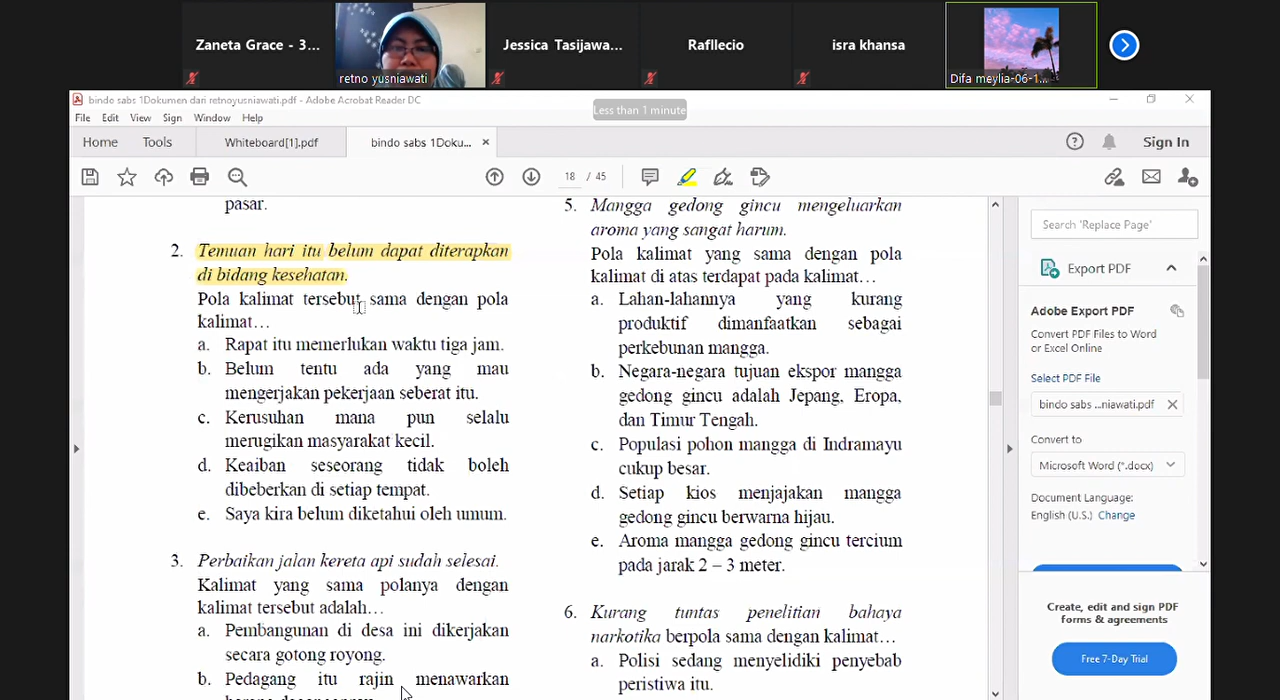 Zaneta Grace - 3...
retno yusniawati
Jessica Tasijawa...
Rafllecio
isra khansa
Difa meylia-06-1...
bindo sabs 1Dokumen dari retnoyusniawati.pdf - Adobe Acrobat Reader DC
Less than 1 minute
File Edit View Sign Window Help
Home Tools Whiteboard[1].pdf bindo sabs 1Doku... × Sign In
18 / 45
pasar.
2. Temuan hari itu belum dapat diterapkan
di bidang kesehatan.
Pola kalimat tersebut sama dengan pola
kalimat…
a. Rapat itu memerlukan waktu tiga jam.
b. Belum tentu ada yang mau
mengerjakan pekerjaan seberat itu.
c. Kerusuhan mana pun selalu
merugikan masyarakat kecil.
d. Keaiban seseorang tidak boleh
dibeberkan di setiap tempat.
e. Saya kira belum diketahui oleh umum.
3. Perbaikan jalan kereta api sudah selesai.
Kalimat yang sama polanya dengan
kalimat tersebut adalah…
a. Pembangunan di desa ini dikerjakan
secara gotong royong.
b. Pedagang itu rajin menawarkan
5. Mangga gedong gincu mengeluarkan
aroma yang sangat harum.
Pola kalimat yang sama dengan pola
kalimat di atas terdapat pada kalimat…
a. Lahan-lahannya yang kurang
produktif dimanfaatkan sebagai
perkebunan mangga.
b. Negara-negara tujuan ekspor mangga
gedong gincu adalah Jepang, Eropa,
dan Timur Tengah.
c. Populasi pohon mangga di Indramayu
cukup besar.
d. Setiap kios menjajakan mangga
gedong gincu berwarna hijau.
e. Aroma mangga gedong gincu tercium
pada jarak 2 – 3 meter.
6. Kurang tuntas penelitian bahaya
narkotika berpola sama dengan kalimat…
a. Polisi sedang menyelidiki penyebab
peristiwa itu.
Search 'Replace Page'
Export PDF
Adobe Export PDF
Convert PDF Files to Word
or Excel Online
Select PDF File
bindo sabs ...niawati.pdf ×
Convert to
Microsoft Word (*.docx)
Document Language:
English (U.S.) Change
Create, edit and sign PDF
forms & agreements
Free 7-Day Trial